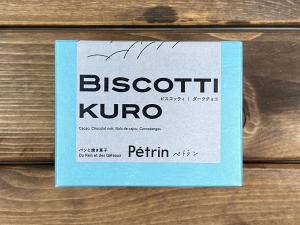 BISCOTTI
ビスコッティ | ダークチョコ
KURO
Cacao, Chocolat noir, Noix de cajou, Canneberges
パンと焼き菓子
Du Pain et des Gâteaux
Pétrin ペトラン